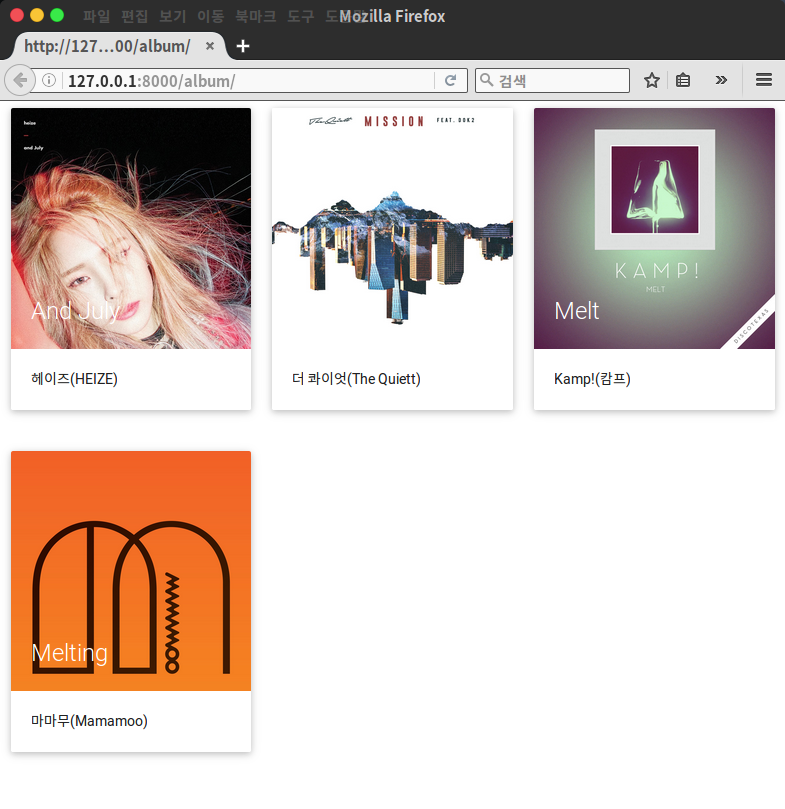 파일 편집 보기 이동 북마크 도구 Mozilla Firefox
http://127...00/album/
127.0.0.1:8000/album/
검색
heize
and July
And July
헤이즈(HEIZE)
The Quiett MISSION FEAT. DOK2
더 콰이엇(The Quiett)
KAMP!
MELT
DISCOTEXAS
Melt
Kamp!(캄프)
Melting
마마무(Mamamoo)